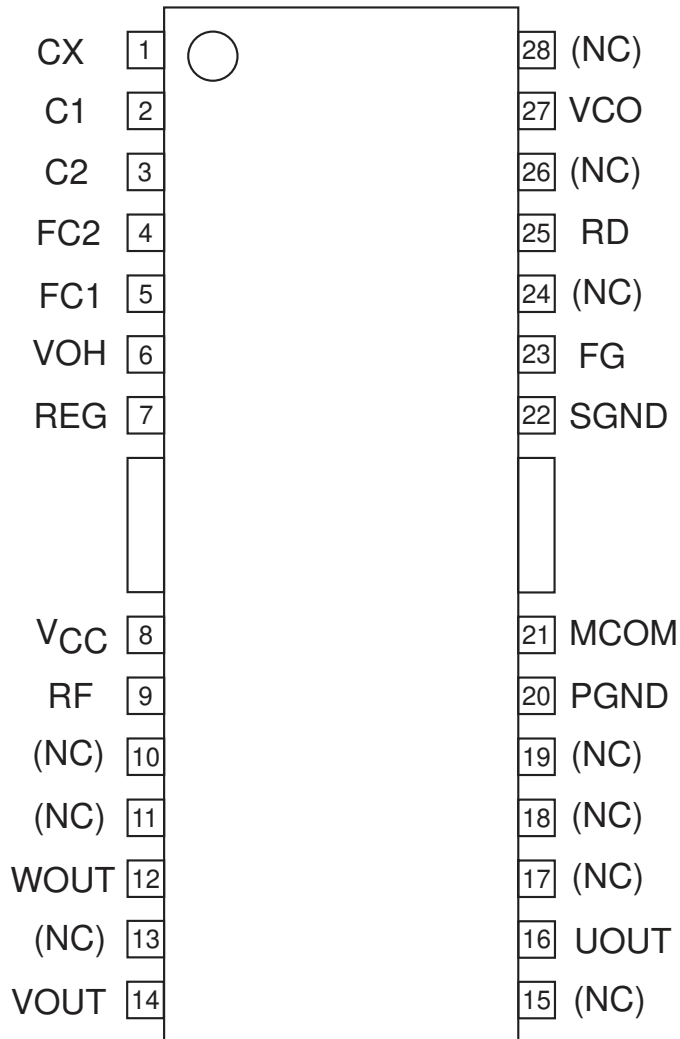 CX 1 28 (NC)
C1 2 27 VCO
C2 3 26 (NC)
FC2 4 25 RD
FC1 5 24 (NC)
VOH 6 23 FG
REG 7 22 SGND
VCC 8 21 MCOM
RF 9 20 PGND
(NC) 10 19 (NC)
(NC) 11 18 (NC)
WOUT 12 17 (NC)
(NC) 13 16 UOUT
VOUT 14 15 (NC)